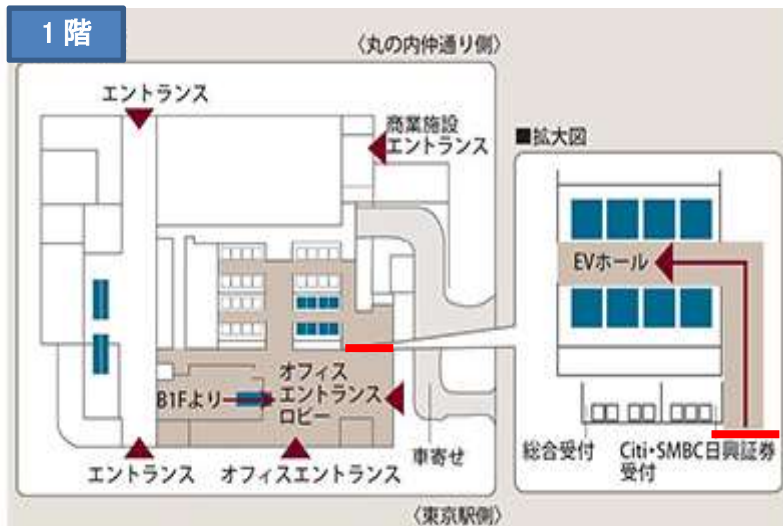 1階
〈丸の内仲通り側〉
エントランス
商業施設
エントランス
■拡大図
EVホール
オフィス
エントランス
ロビー
B1Fより
総合受付
Citi・SMBC日興証券
受付
車寄せ
エントランス
オフィスエントランス
〈東京駅側〉